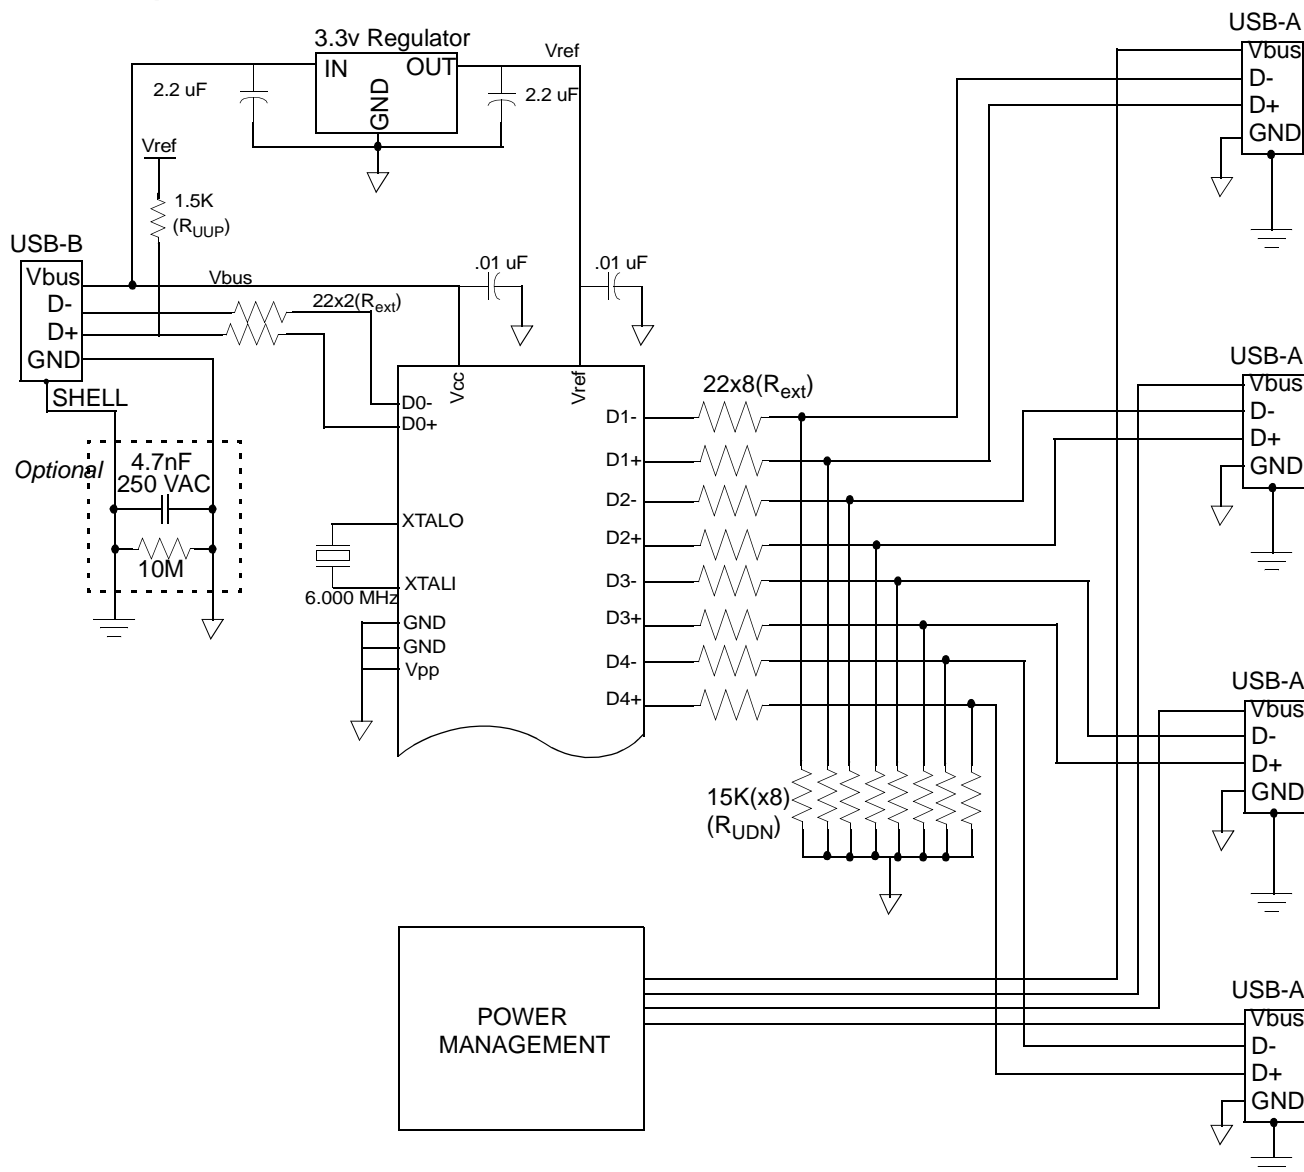 USB-A
3.3v Regulator
Vref
Vbus
IN
OUT
D-
2.2 uF
2.2 uF
GND
D+
GND
Vref
1.5K
(RUUP)
USB-B
Vbus
Vbus
.01 uF
.01 uF
D-
22x2(Rext)
D+
GND
SHELL
Vcc
Vref
USB-A
Vbus
D-
D+
GND
22x8(Rext)
D0-
D0+
D1-
D1+
D2-
D2+
D3-
D3+
D4-
D4+
Optional
4.7nF
250 VAC
10M
XTALO
XTALI
6.000 MHz
GND
GND
Vpp
USB-A
Vbus
D-
D+
GND
15K(x8)
(RUDN)
POWER
MANAGEMENT
USB-A
Vbus
D-
D+
GND